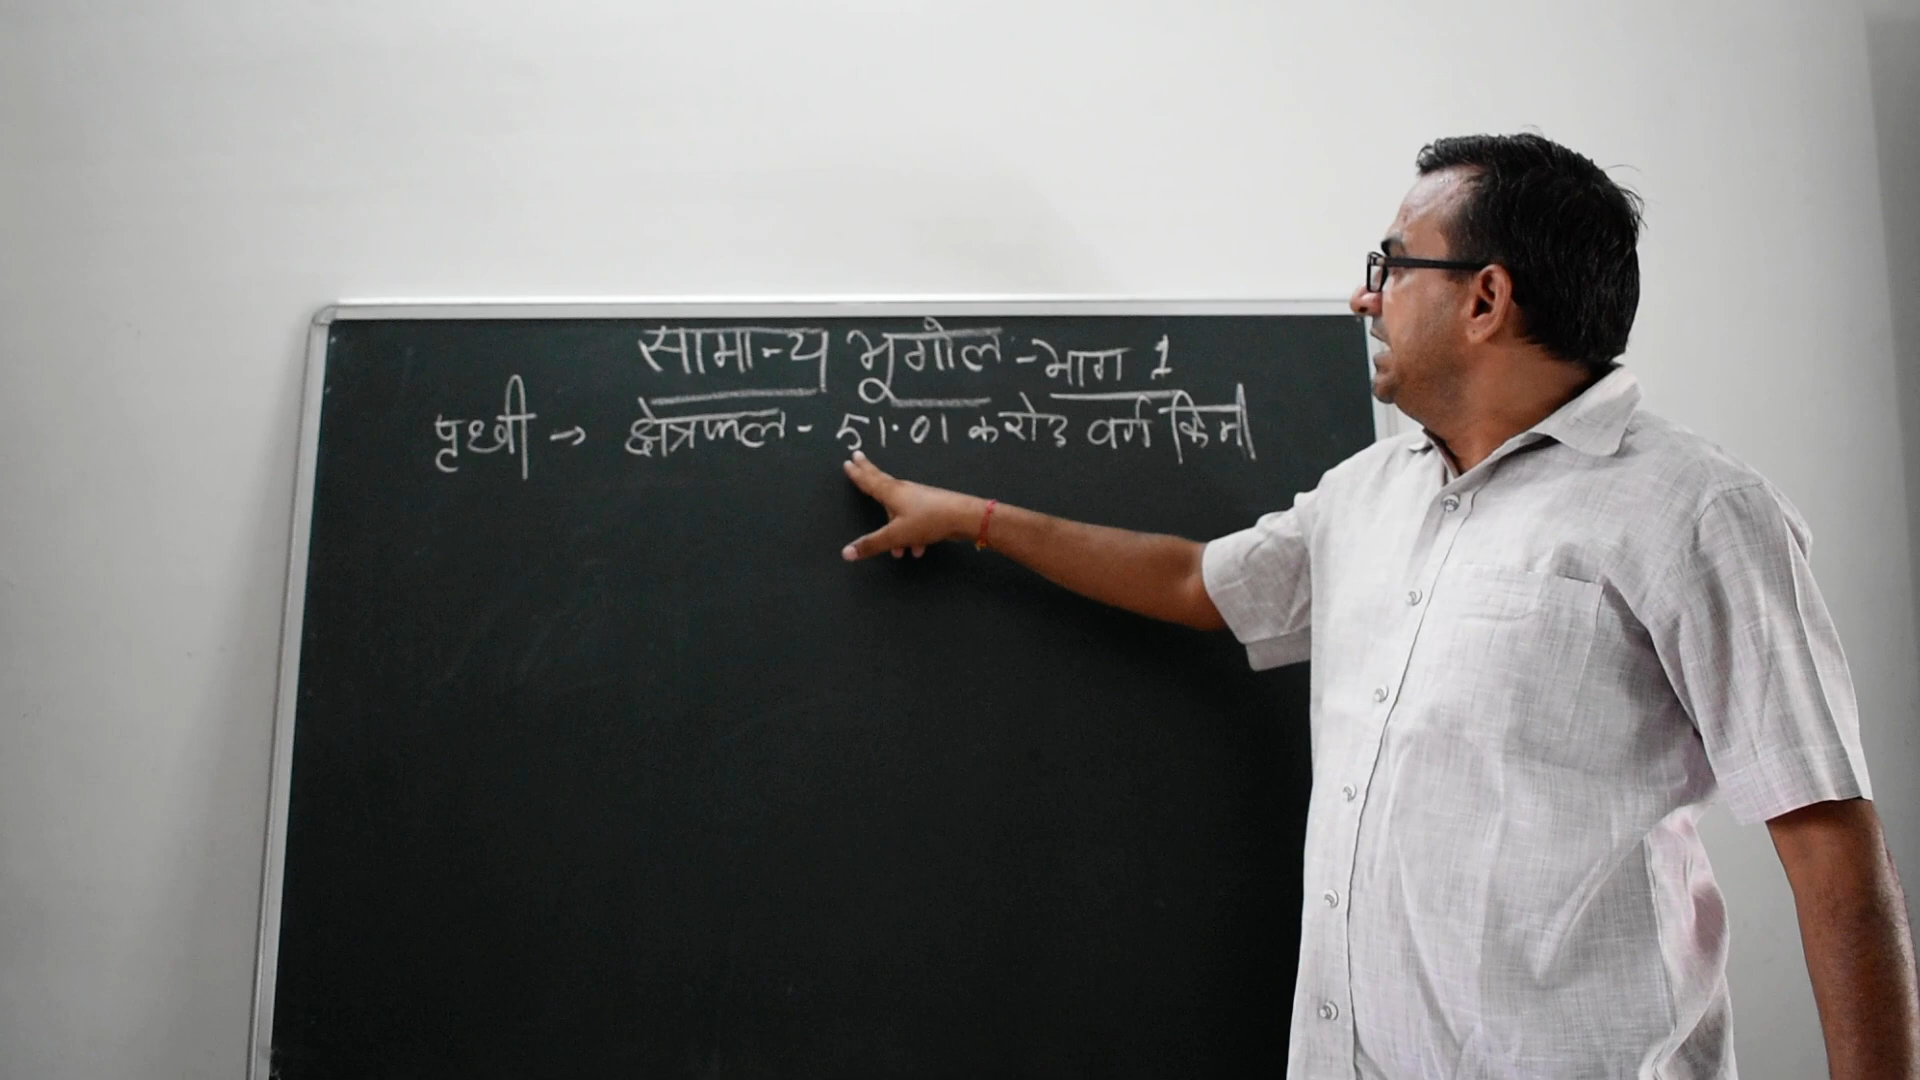 सामान्य भूगोल - भाग 1
पृथ्वी → क्षेत्रफल - 51.01 करोड वर्ग किमी